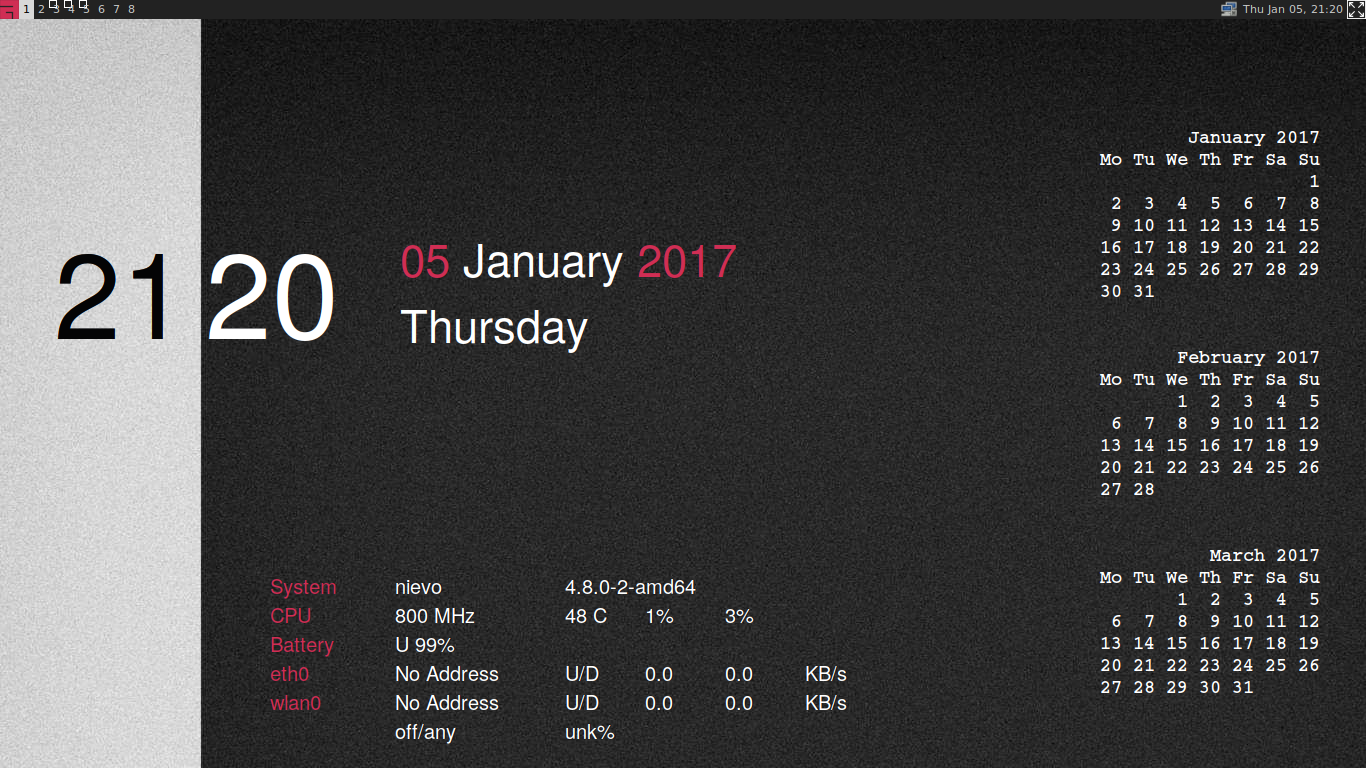 1 2 3 4 5 6 7 8 Thu Jan 05, 21:20
21 20
05 January 2017
Thursday
January 2017
Mo Tu We Th Fr Sa Su
1
2 3 4 5 6 7 8
9 10 11 12 13 14 15
16 17 18 19 20 21 22
23 24 25 26 27 28 29
30 31
February 2017
Mo Tu We Th Fr Sa Su
1 2 3 4 5
6 7 8 9 10 11 12
13 14 15 16 17 18 19
20 21 22 23 24 25 26
27 28
March 2017
Mo Tu We Th Fr Sa Su
1 2 3 4 5
6 7 8 9 10 11 12
13 14 15 16 17 18 19
20 21 22 23 24 25 26
27 28 29 30 31
System nievo 4.8.0-2-amd64
CPU 800 MHz 48 C 1% 3%
Battery U 99%
eth0 No Address U/D 0.0 0.0 KB/s
wlan0 No Address U/D 0.0 0.0 KB/s
off/any unk%